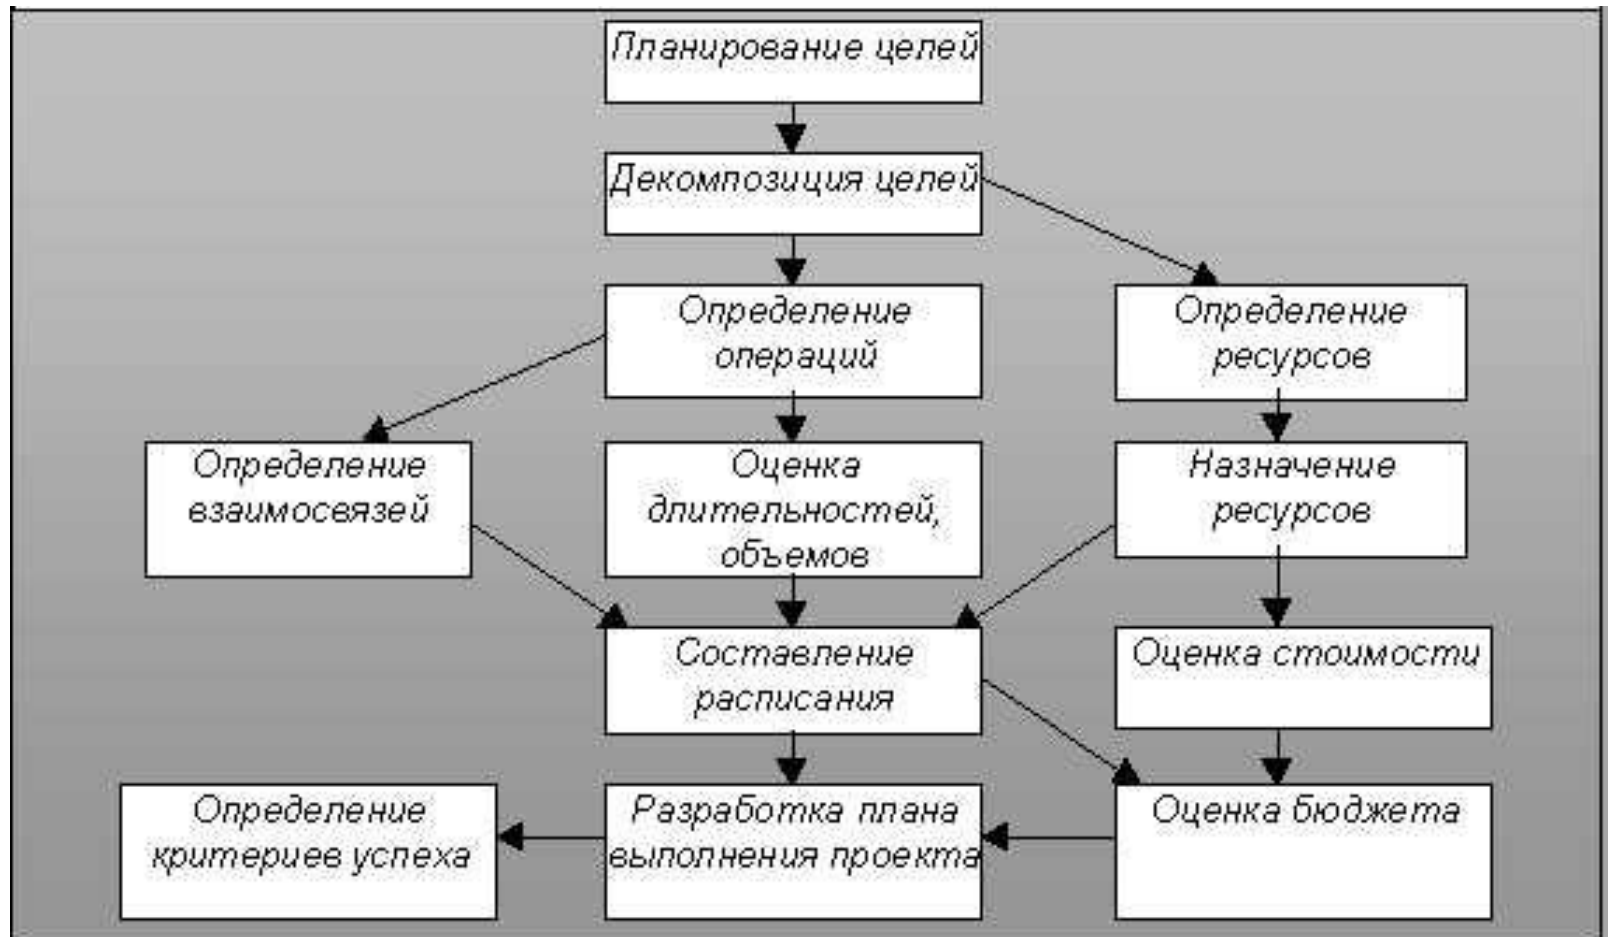 Планирование целей
Декомпозиция целей
Определение
операций
Определение
ресурсов
Определение
взаимосвязей
Оценка
длительностей,
объемов
Назначение
ресурсов
Составление
расписания
Оценка стоимости
Определение
критериев успеха
Разработка плана
выполнения проекта
Оценка бюджета